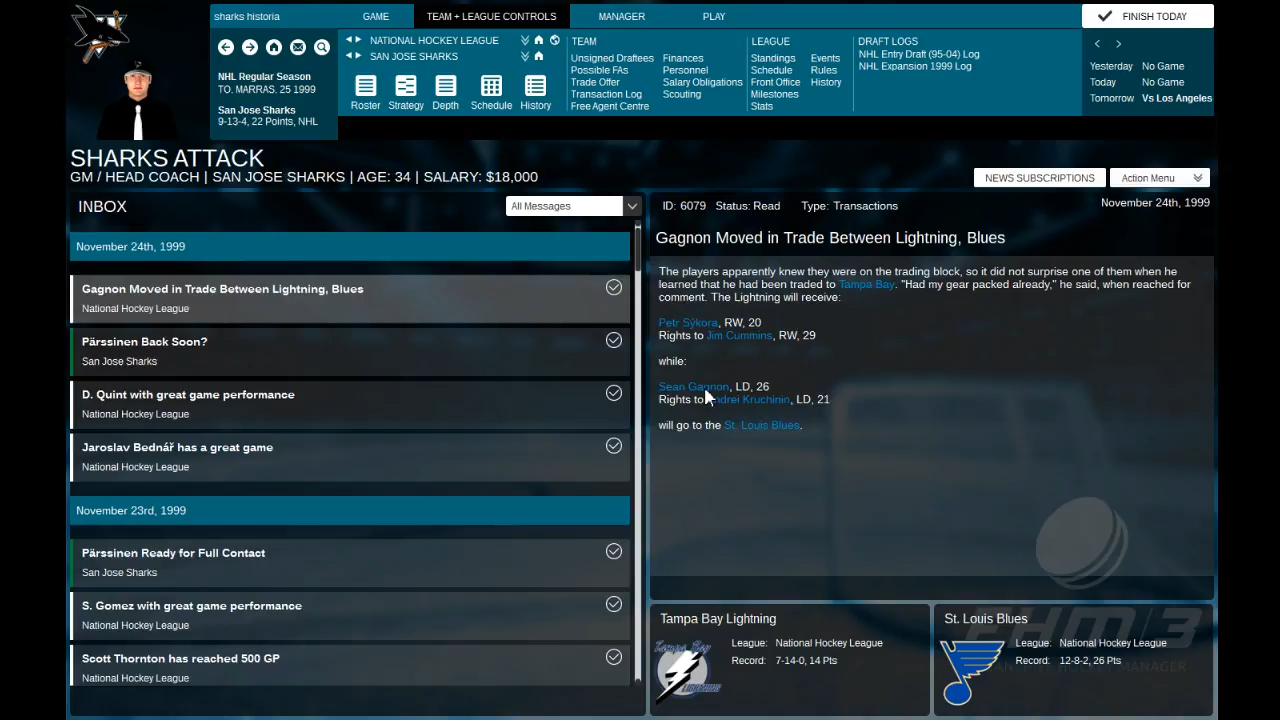 sharks historia
GAME
TEAM + LEAGUE CONTROLS
MANAGER
PLAY
FINISH TODAY
NATIONAL HOCKEY LEAGUE
SAN JOSE SHARKS
NHL Regular Season
TO. MARRAS. 25 1999
San Jose Sharks
9-13-4, 22 Points, NHL
Roster
Strategy
Depth
Schedule
History
TEAM
Unsigned Draftees
Finances
Possible FAs
Personnel
Trade Offer
Salary Obligations
Transaction Log
Scouting
Free Agent Centre
LEAGUE
Standings
Events
Schedule
Rules
Front Office
History
Milestones
Stats
DRAFT LOGS
NHL Entry Draft (95-04) Log
NHL Expansion 1999 Log
Yesterday No Game
Today No Game
Tomorrow Vs Los Angeles
SHARKS ATTACK
GM / HEAD COACH | SAN JOSE SHARKS | AGE: 34 | SALARY: $18,000
NEWS SUBSCRIPTIONS
Action Menu
INBOX
All Messages
November 24th, 1999
Gagnon Moved in Trade Between Lightning, Blues
National Hockey League
Pärssinen Back Soon?
San Jose Sharks
D. Quint with great game performance
National Hockey League
Jaroslav Bednář has a great game
National Hockey League
November 23rd, 1999
Pärssinen Ready for Full Contact
San Jose Sharks
S. Gomez with great game performance
National Hockey League
Scott Thornton has reached 500 GP
National Hockey League
ID: 6079 Status: Read Type: Transactions
November 24th, 1999
Gagnon Moved in Trade Between Lightning, Blues
The players apparently knew they were on the trading block, so it did not surprise one of them when he
learned that he had been traded to Tampa Bay. "Had my gear packed already," he said, when reached for
comment. The Lightning will receive:
Petr Sýkora, RW, 20
Rights to Jim Cummins, RW, 29
while:
Sean Gagnon, LD, 26
Rights to Kruchinin, LD, 21
will go to the St. Louis Blues.
Tampa Bay Lightning
League: National Hockey League
Record: 7-14-0, 14 Pts
St. Louis Blues
League: National Hockey League
Record: 12-8-2, 26 Pts